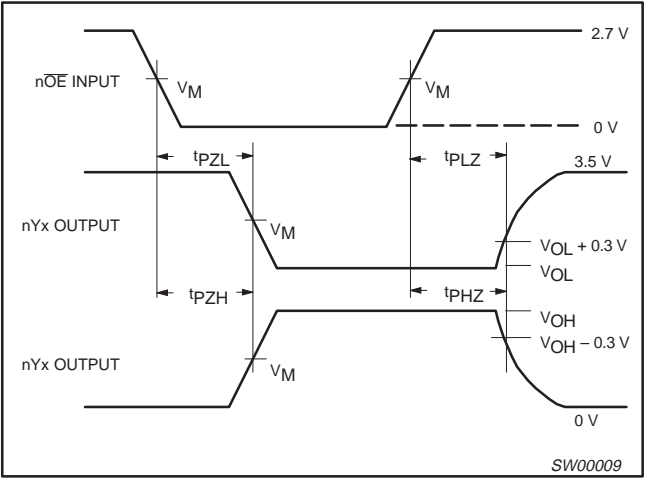 2.7 V
nO̅E̅ INPUT
VM
VM
0 V
tPZL
tPLZ
3.5 V
nYx OUTPUT
VM
VOL + 0.3 V
VOL
tPZH
tPHZ
VOH
VOH – 0.3 V
nYx OUTPUT
VM
0 V
SW00009